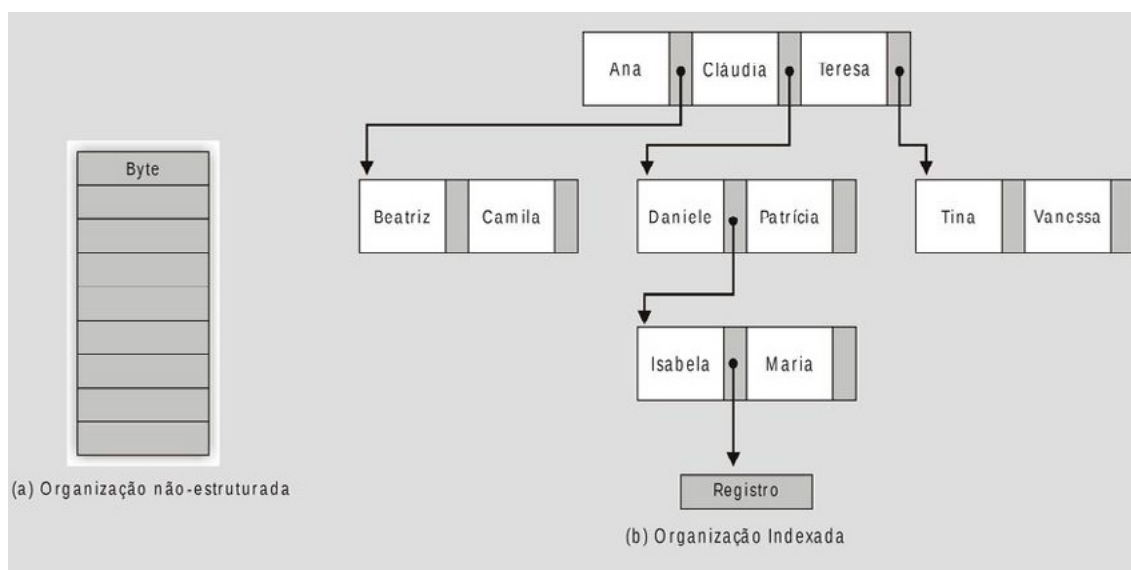 Ana Cláudia Teresa
Byte
Beatriz Camila Daniele Patrícia Tina Vanessa
Isabela Maria
(a) Organização não-estruturada
Registro
(b) Organização Indexada